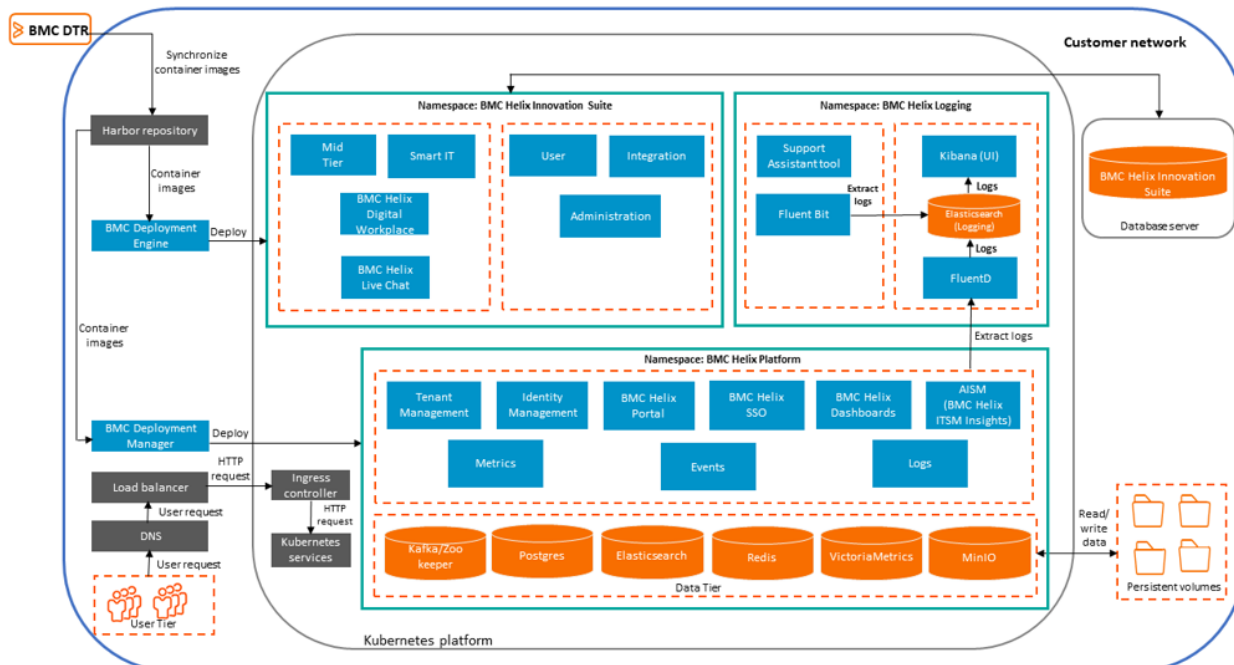 BMC DTR
Customer network
Synchronize
container images
Harbor repository
Container
images
BMC Deployment
Engine
Deploy
Namespace: BMC Helix Innovation Suite
Mid
Tier
Smart IT
BMC Helix
Digital
Workplace
BMC Helix
Live Chat
User
Integration
Administration
Namespace: BMC Helix Logging
Support
Assistant tool
Fluent Bit
Extract
logs
Kibana (UI)
Logs
Elasticsearch
(Logging)
Logs
FluentD
BMC Helix Innovation
Suite
Database server
Container
images
Extract logs
Namespace: BMC Helix Platform
Tenant
Management
Identity
Management
BMC Helix
Portal
BMC Helix
SSO
BMC Helix
Dashboards
AISM
(BMC Helix
ITSM Insights)
Metrics
Events
Logs
BMC Deployment
Manager
Deploy
HTTP
request
Load balancer
Ingress
controller
User request
HTTP
request
DNS
Kubernetes
services
User request
User Tier
Kafka/Zoo
keeper
Postgres
Elasticsearch
Redis
VictoriaMetrics
MinIO
Data Tier
Read/
write
data
Persistent volumes
Kubernetes platform